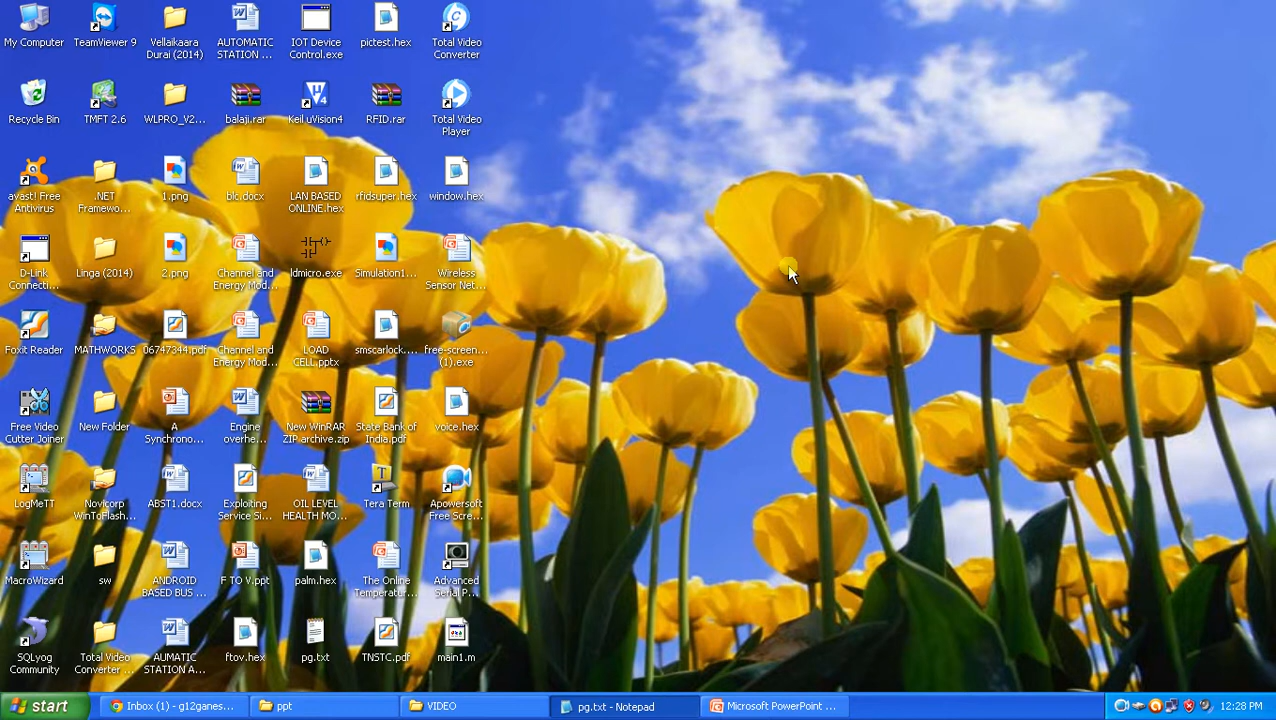 My Computer
TeamViewer 9
Vellaikaara
Durai (2014)
AUTOMATIC
STATION ...
IOT Device
Control.exe
pictest.hex
Total Video
Converter
Recycle Bin
TMFT 2.6
WLPRO_V2...
balaji.rar
Keil uVision4
RFID.rar
Total Video
Player
avast! Free
Antivirus
.NET
Framewo...
1.png
blc.docx
LAN BASED
ONLINE.hex
rfidsuper.hex
window.hex
D-Link
Connecti...
Linga (2014)
2.png
Channel and
Energy Mod...
ldmicro.exe
Simulation1...
Wireless
Sensor Net...
Foxit Reader
MATHWORKS
06747344.pdf
Channel and
Energy Mod...
LOAD
CELL.pptx
smscarlock....
free-screen...
(1).exe
Free Video
Cutter Joiner
New Folder
A
Synchrono...
Engine
overhe...
New WinRAR
ZIP archive.zip
State Bank of
India.pdf
voice.hex
LogMeTT
Novicorp
WinToFlash...
ABST1.docx
Exploiting
Service Si...
OIL LEVEL
HEALTH MO...
Tera Term
Apowersoft
Free Scre...
MacroWizard
sw
ANDROID
BASED BUS ...
F TO V.ppt
palm.hex
The Online
Temperatur...
Advanced
Serial P...
SQLyog
Community
Total Video
Converter ...
AUMATIC
STATION A...
ftov.hex
pg.txt
TNSTC.pdf
main1.m
start
Inbox (1) - g12ganes...
ppt
VIDEO
pg.txt - Notepad
Microsoft PowerPoint ...
12:28 PM